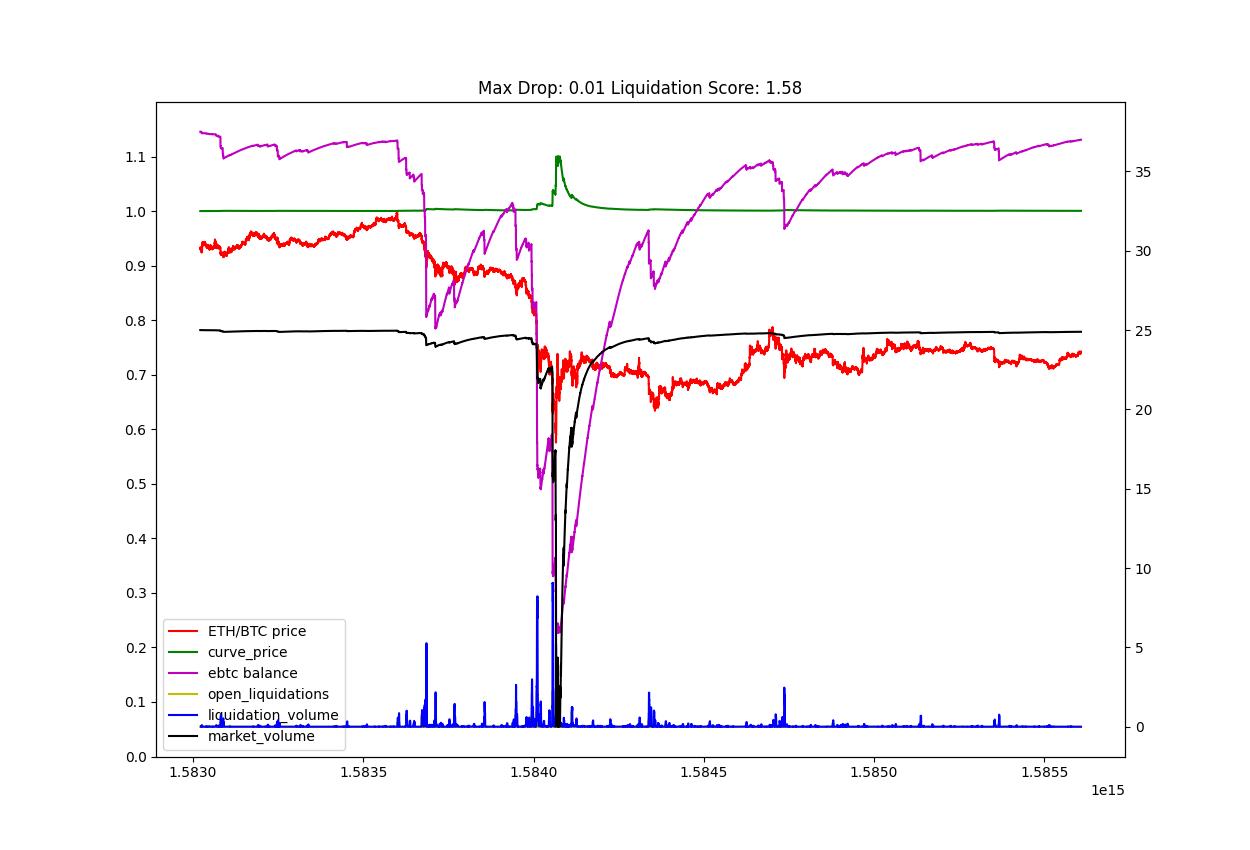 Max Drop: 0.01 Liquidation Score: 1.58
1.1
1.0
0.9
0.8
0.7
0.6
0.5
0.4
0.3
0.2
0.1
0.0
35
30
25
20
15
10
5
0
ETH/BTC price
curve_price
ebtc balance
open_liquidations
liquidation_volume
market_volume
1.5830 1.5835 1.5840 1.5845 1.5850 1.5855
1e15